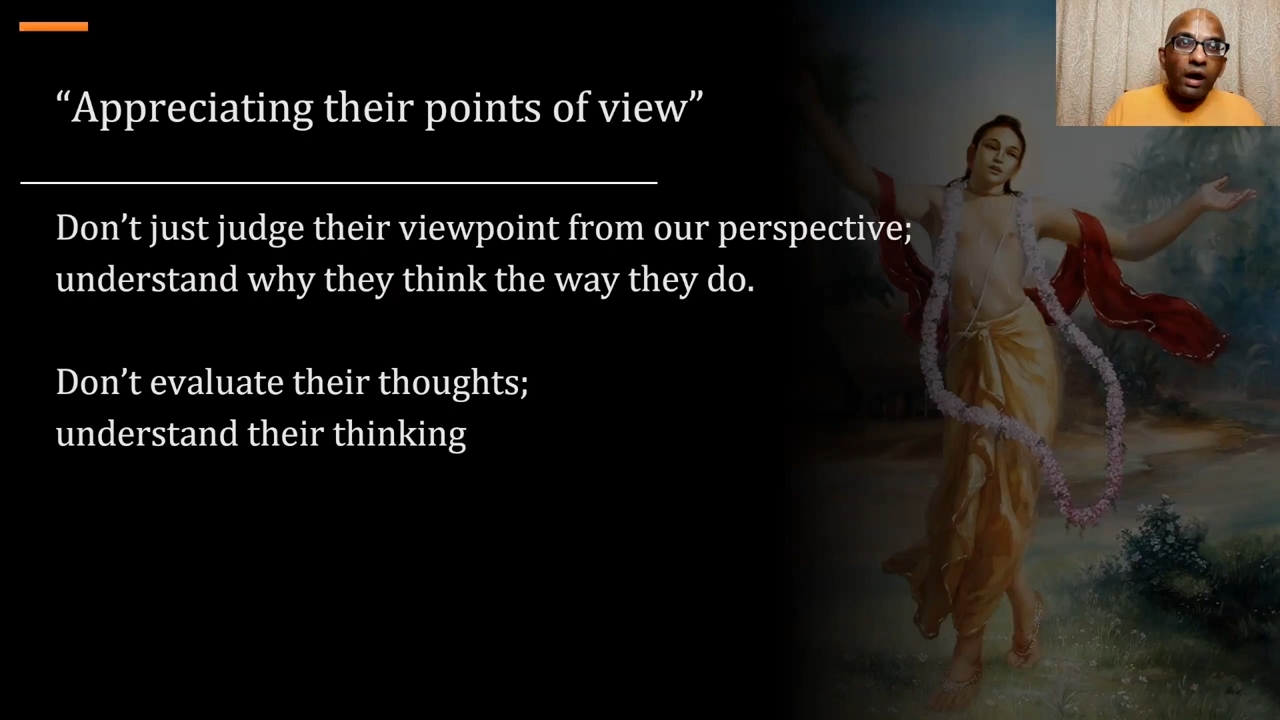 “Appreciating their points of view”
Don’t just judge their viewpoint from our perspective;
understand why they think the way they do.
Don’t evaluate their thoughts;
understand their thinking